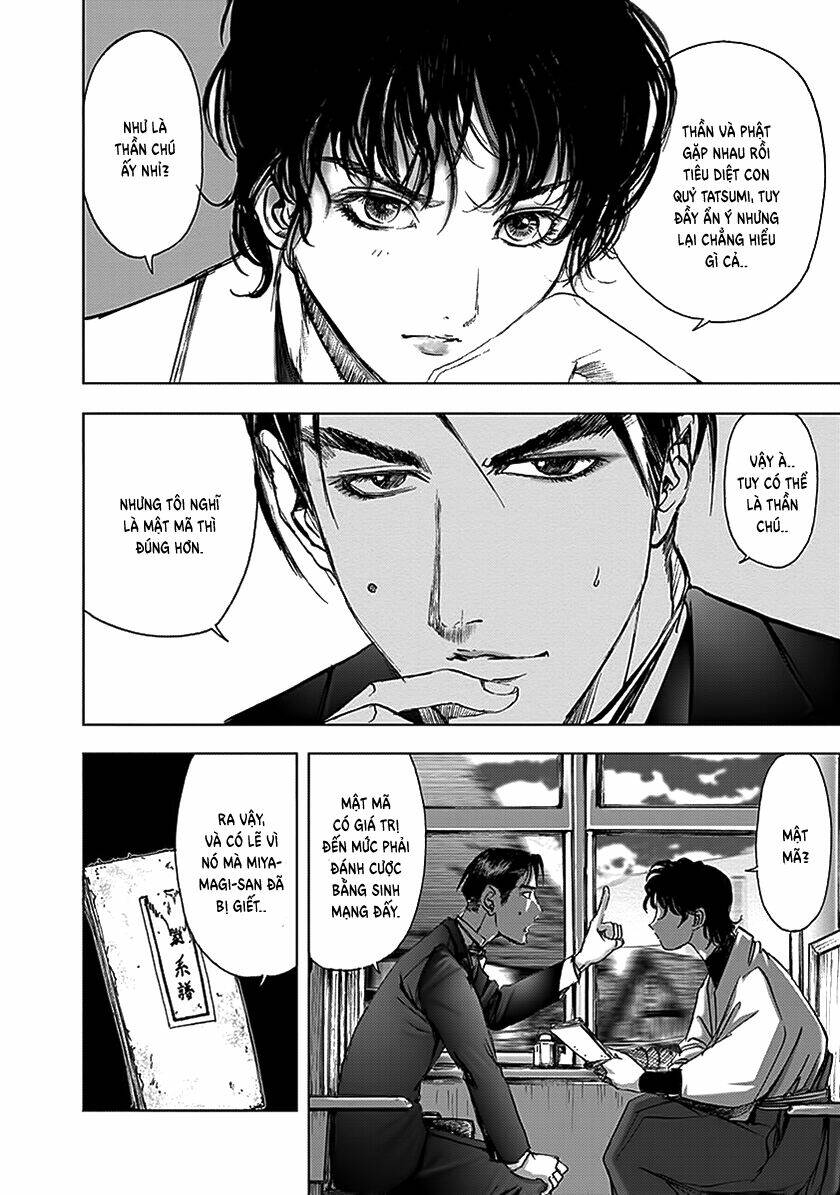 THẦN VÀ PHẬT
GẶP NHAU RỒI
TIÊU DIỆT CON
QUỶ TATSUMI, TUY
ĐẦY ẨN Ý NHƯNG
LẠI CHẲNG HIỂU
GÌ CẢ..
NHƯ LÀ
THẦN CHÚ
ẤY NHỈ?
VẬY À..
TUY CÓ THỂ
LÀ THẦN
CHÚ..
NHƯNG TÔI NGHĨ
LÀ MẬT MÃ THÌ
ĐÚNG HƠN.
MẬT
MÃ?
MẬT MÃ
CÓ GIÁ TRỊ
ĐẾN MỨC PHẢI
ĐÁNH CƯỢC
BẰNG SINH
MẠNG ĐẤY.
RA VẬY,
VÀ CÓ LẼ VÌ
NÓ MÀ MIYA-
MAGI-SAN ĐÃ
BỊ GIẾT..
系譜